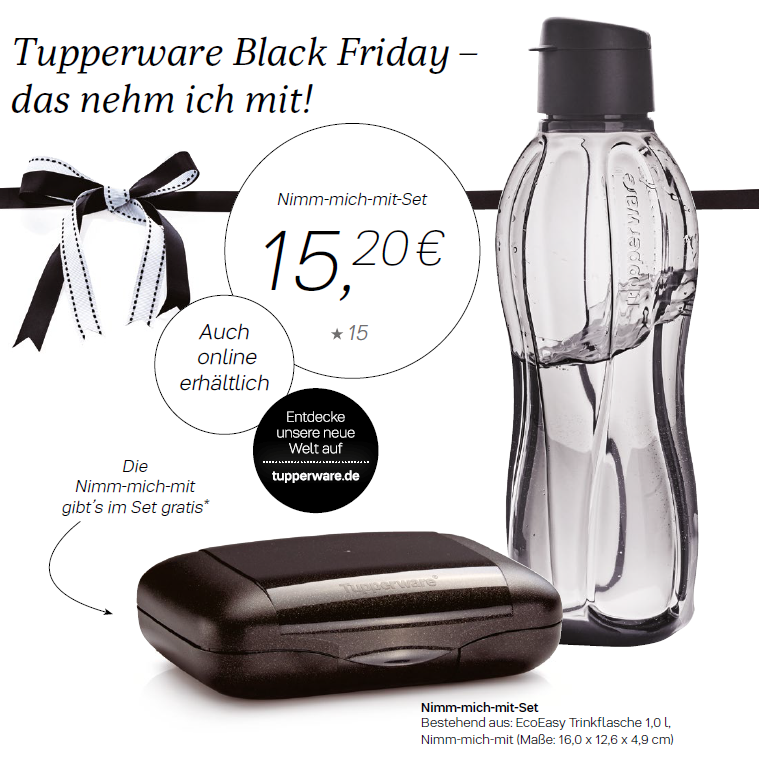 Tupperware Black Friday –
das nehm ich mit!
Nimm-mich-mit-Set
15,20 €
★ 15
Auch
online
erhältlich
Entdecke
unsere neue
Welt auf
tupperware.de
Die
Nimm-mich-mit
gibt's im Set gratis*
Tupperware®
Tupperware®
Nimm-mich-mit-Set
Bestehend aus: EcoEasy Trinkflasche 1,0 l,
Nimm-mich-mit (Maße: 16,0 x 12,6 x 4,9 cm)